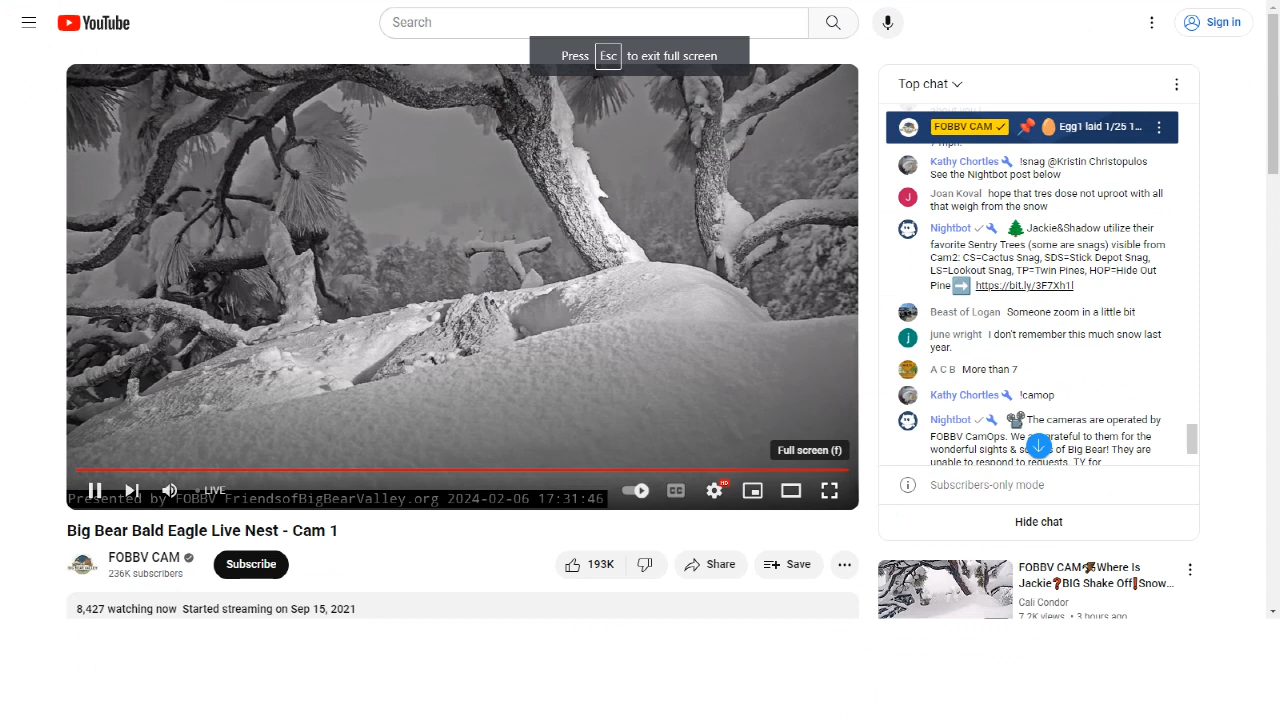 YouTube
Search
Sign in
Press Esc to exit full screen
Full screen (f)
LIVE
HD
Presented by FOBBV FriendsofBigBearValley.org 2024-02-06 17:31:46
Big Bear Bald Eagle Live Nest - Cam 1
FOBBV CAM
236K subscribers
Subscribe
193K
Share
Save
8,427 watching now Started streaming on Sep 15, 2021
Top chat
FOBBV CAM Egg1 laid 1/25 1...
Kathy Chortles !snag @Kristin Christopulos
See the Nightbot post below
Joan Koval hope that tres dose not uproot with all
that weigh from the snow
Nightbot Jackie&Shadow utilize their
favorite Sentry Trees (some are snags) visible from
Cam2: CS=Cactus Snag, SDS=Stick Depot Snag,
LS=Lookout Snag, TP=Twin Pines, HOP=Hide Out
Pine https://bit.ly/3F7Xh1l
Beast of Logan Someone zoom in a little bit
june wright I don't remember this much snow last
year.
A C B More than 7
Kathy Chortles !camop
Nightbot The cameras are operated by
FOBBV CamOps. We grateful to them for the
wonderful sights & of Big Bear! They are
unable to respond to requests. TY for
Subscribers-only mode
Hide chat
FOBBV CAM Where Is
Jackie BIG Shake Off Snow...
Cali Condor
7.2K views • 3 hours ago